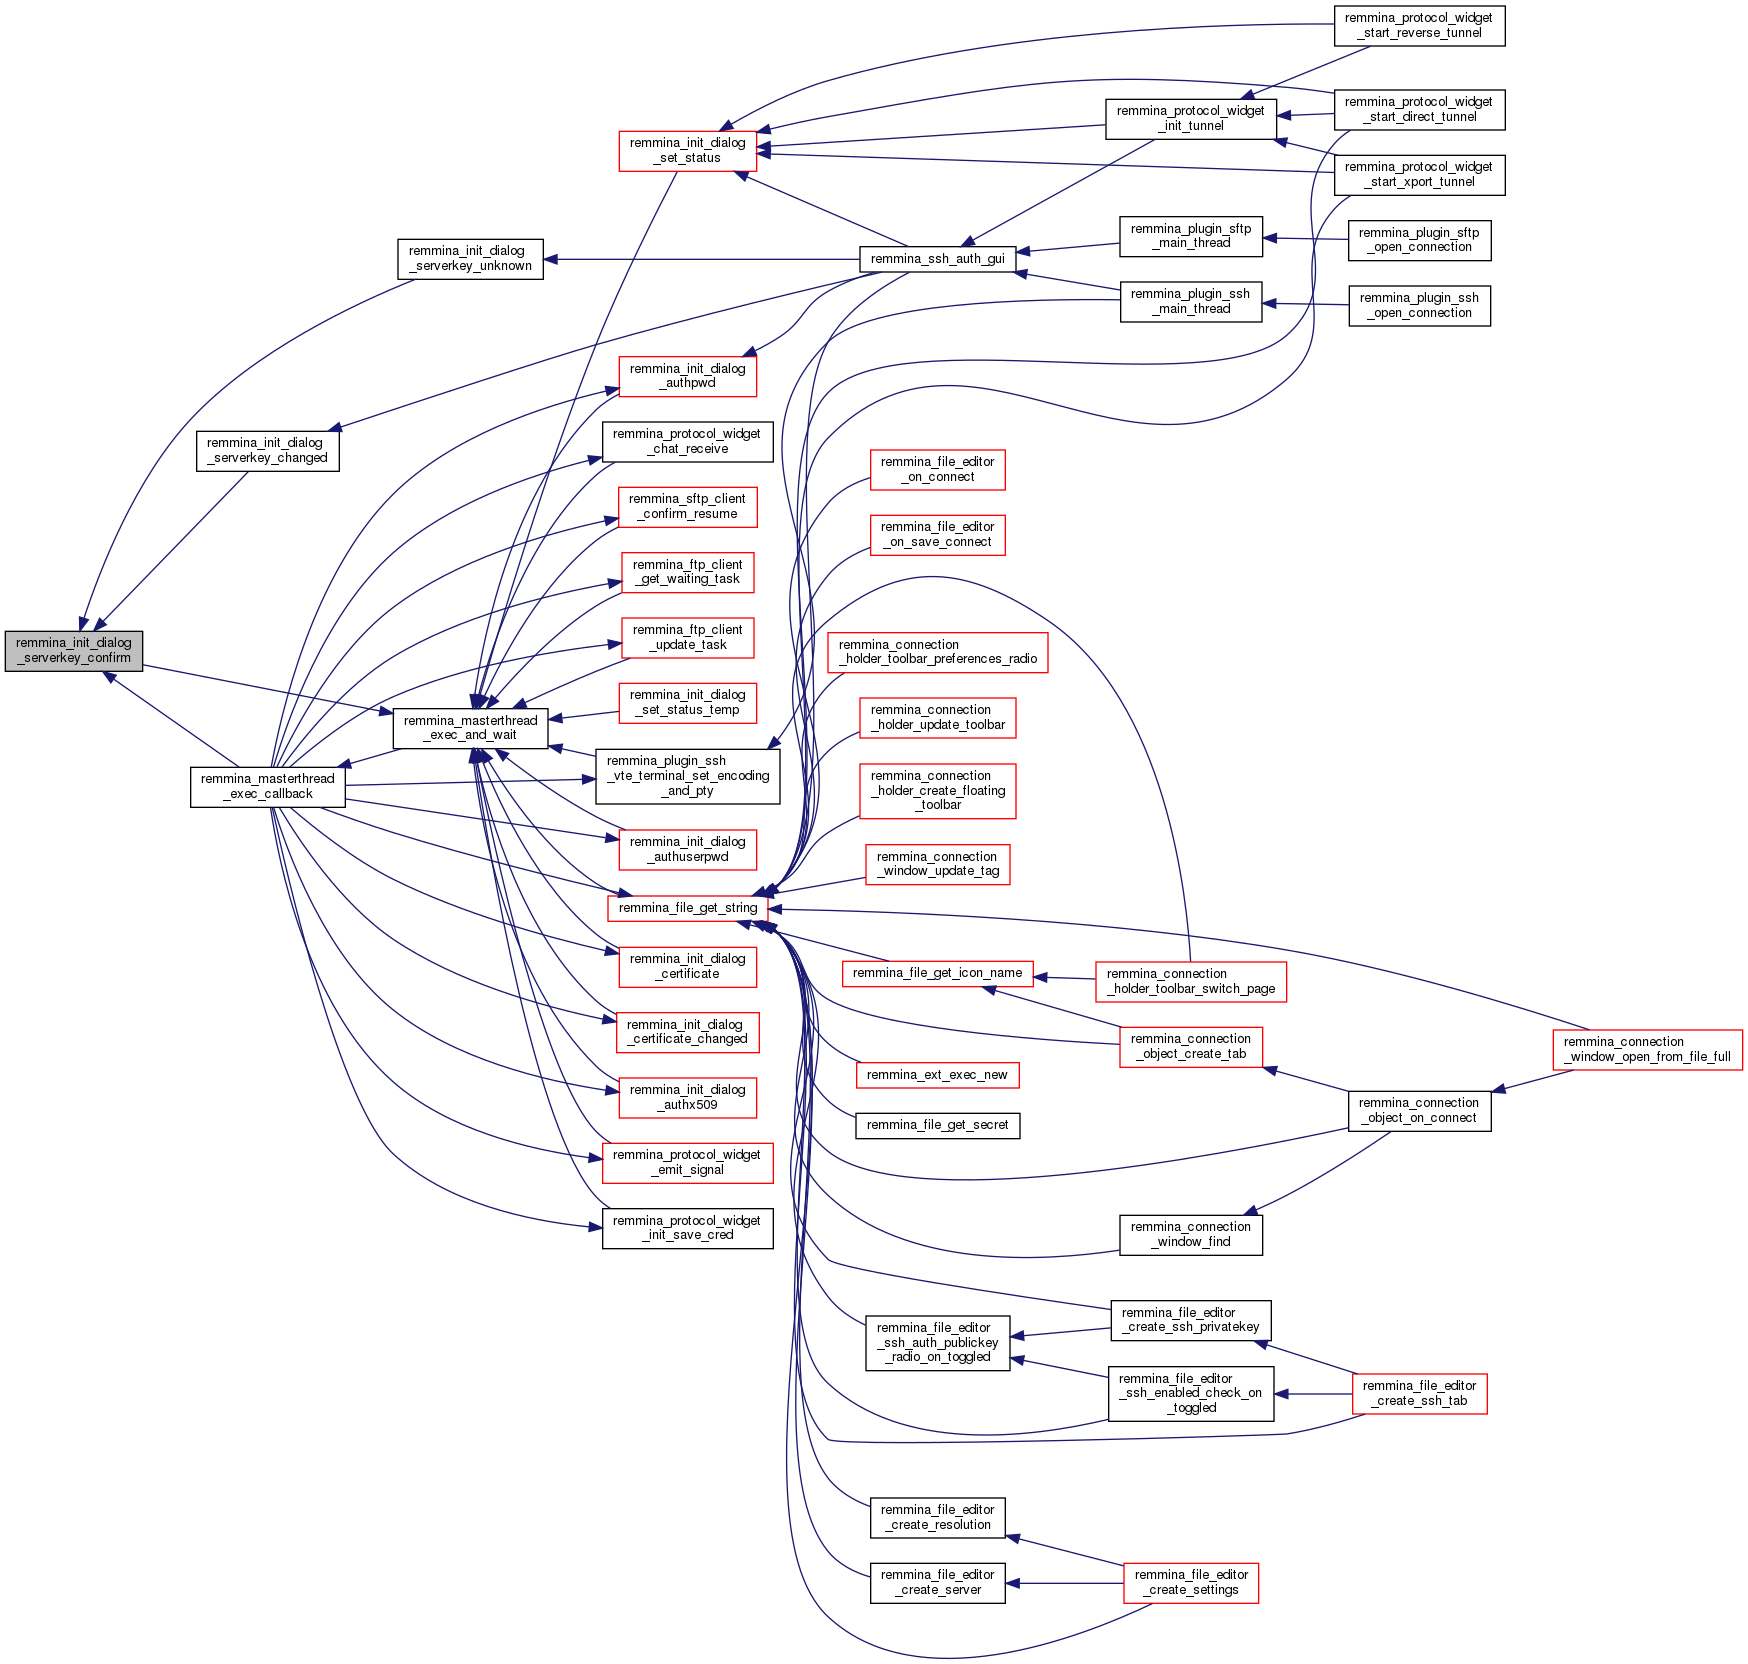 remmina_protocol_widget
_start_reverse_tunnel
remmina_protocol_widget
_start_direct_tunnel
remmina_protocol_widget
_init_tunnel
remmina_init_dialog
_set_status
remmina_protocol_widget
_start_xport_tunnel
remmina_plugin_sftp
_main_thread
remmina_plugin_sftp
_open_connection
remmina_init_dialog
_serverkey_unknown
remmina_ssh_auth_gui
remmina_plugin_ssh
_main_thread
remmina_plugin_ssh
_open_connection
remmina_init_dialog
_authpwd
remmina_init_dialog
_serverkey_changed
remmina_protocol_widget
_chat_receive
remmina_file_editor
_on_connect
remmina_sftp_client
_confirm_resume
remmina_file_editor
_on_save_connect
remmina_ftp_client
_get_waiting_task
remmina_init_dialog
_serverkey_confirm
remmina_ftp_client
_update_task
remmina_connection
_holder_toolbar_preferences_radio
remmina_init_dialog
_set_status_temp
remmina_connection
_holder_update_toolbar
remmina_masterthread
_exec_and_wait
remmina_plugin_ssh
_vte_terminal_set_encoding
_and_pty
remmina_masterthread
_exec_callback
remmina_connection
_holder_create_floating
_toolbar
remmina_init_dialog
_authuserpwd
remmina_connection
_window_update_tag
remmina_file_get_string
remmina_init_dialog
_certificate
remmina_file_get_icon_name
remmina_connection
_holder_toolbar_switch_page
remmina_init_dialog
_certificate_changed
remmina_connection
_object_create_tab
remmina_connection
_window_open_from_file_full
remmina_ext_exec_new
remmina_init_dialog
_authx509
remmina_connection
_object_on_connect
remmina_file_get_secret
remmina_protocol_widget
_emit_signal
remmina_protocol_widget
_init_save_cred
remmina_connection
_window_find
remmina_file_editor
_create_ssh_privatekey
remmina_file_editor
_ssh_auth_publickey
_radio_on_toggled
remmina_file_editor
_ssh_enabled_check_on
_toggled
remmina_file_editor
_create_ssh_tab
remmina_file_editor
_create_resolution
remmina_file_editor
_create_server
remmina_file_editor
_create_settings